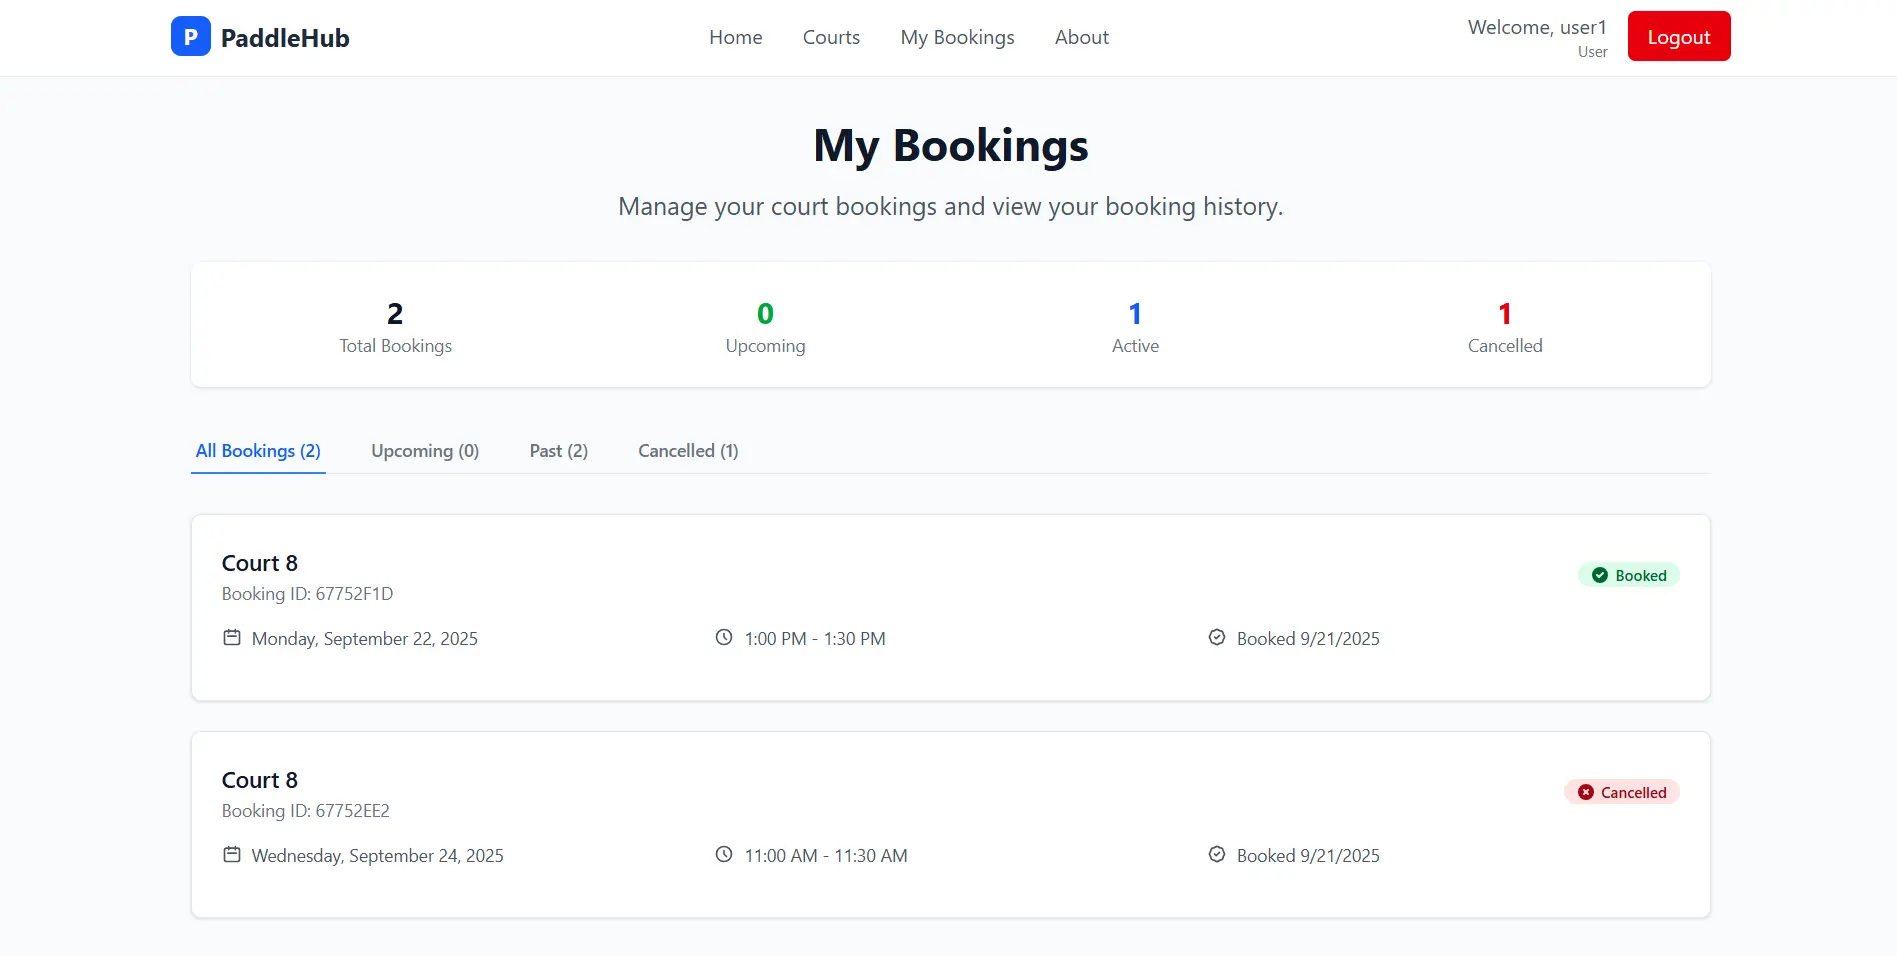 P PaddleHub
Home Courts My Bookings About
Welcome, user1
User
Logout
My Bookings
Manage your court bookings and view your booking history.
2
Total Bookings
0
Upcoming
1
Active
1
Cancelled
All Bookings (2) Upcoming (0) Past (2) Cancelled (1)
Court 8
Booking ID: 67752F1D
Booked
Monday, September 22, 2025 1:00 PM - 1:30 PM Booked 9/21/2025
Court 8
Booking ID: 67752EE2
Cancelled
Wednesday, September 24, 2025 11:00 AM - 11:30 AM Booked 9/21/2025